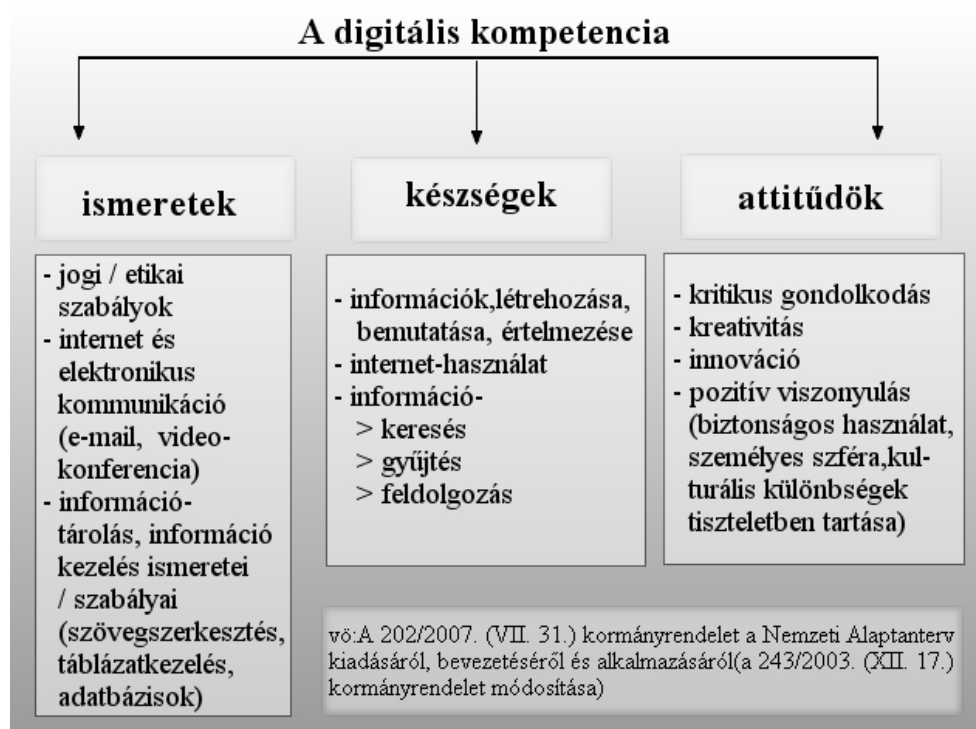 A digitális kompetencia
ismeretek
- jogi / etikai
szabályok
- internet és
elektronikus
kommunikáció
(e-mail, video-
konferencia)
- információ-
tárolás, információ
kezelés ismeretei
/ szabályai
(szövegszerkesztés,
táblázatkezelés,
adatbázisok)
készségek
- információk,létrehozása,
bemutatása, értelmezése
- internet-használat
- információ-
> keresés
> gyűjtés
> feldolgozás
attitűdök
- kritikus gondolkodás
- kreativitás
- innováció
- pozitív viszonyulás
(biztonságos használat,
személyes szféra,kul-
turális különbségek
tiszteletben tartása)
vö:A 202/2007. (VII. 31.) kormányrendelet a Nemzeti Alaptanterv
kiadásáról, bevezetéséről és alkalmazásáról(a 243/2003. (XII. 17.)
kormányrendelet módosítása)